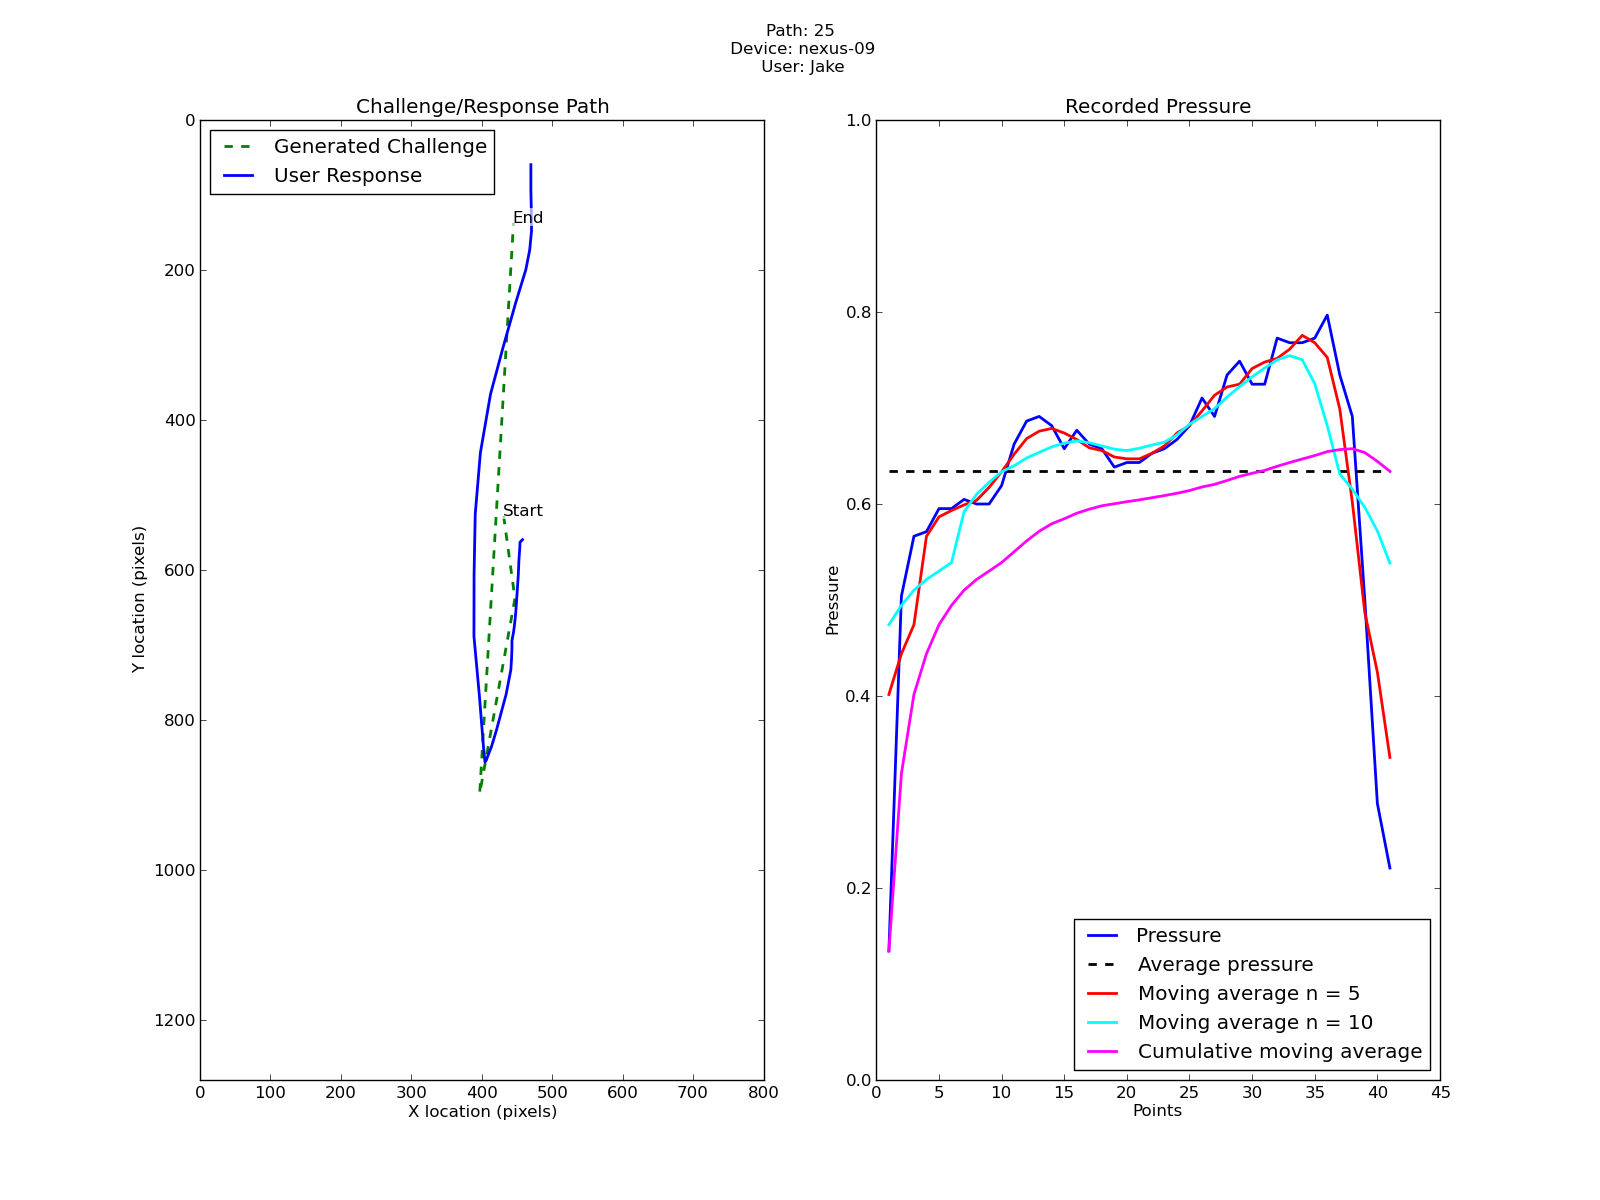 Path: 25
Device: nexus-09
User: Jake
Challenge/Response Path
Generated Challenge
User Response
End
Start
0
200
400
600
800
1000
1200
Y location (pixels)
0 100 200 300 400 500 600 700 800
X location (pixels)
Recorded Pressure
1.0
0.8
0.6
0.4
0.2
0.0
Pressure
Pressure
Average pressure
Moving average n = 5
Moving average n = 10
Cumulative moving average
0 5 10 15 20 25 30 35 40 45
Points